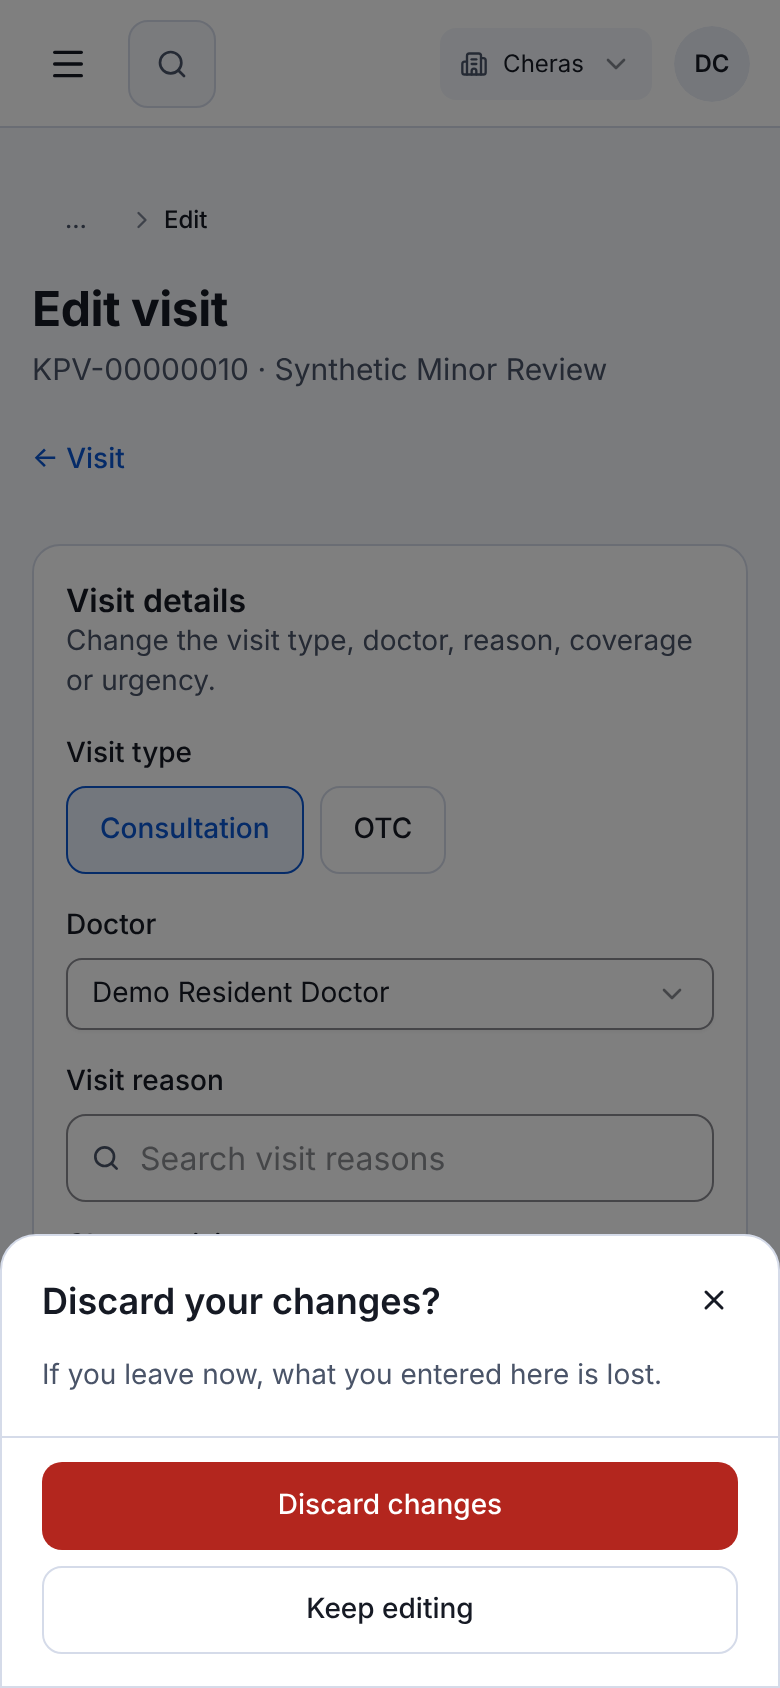 Cheras
DC
...
Edit
Edit visit
KPV-00000010 · Synthetic Minor Review
← Visit
Visit details
Change the visit type, doctor, reason, coverage
or urgency.
Visit type
Consultation
OTC
Doctor
Demo Resident Doctor
Visit reason
Search visit reasons
Discard your changes?
If you leave now, what you entered here is lost.
Discard changes
Keep editing